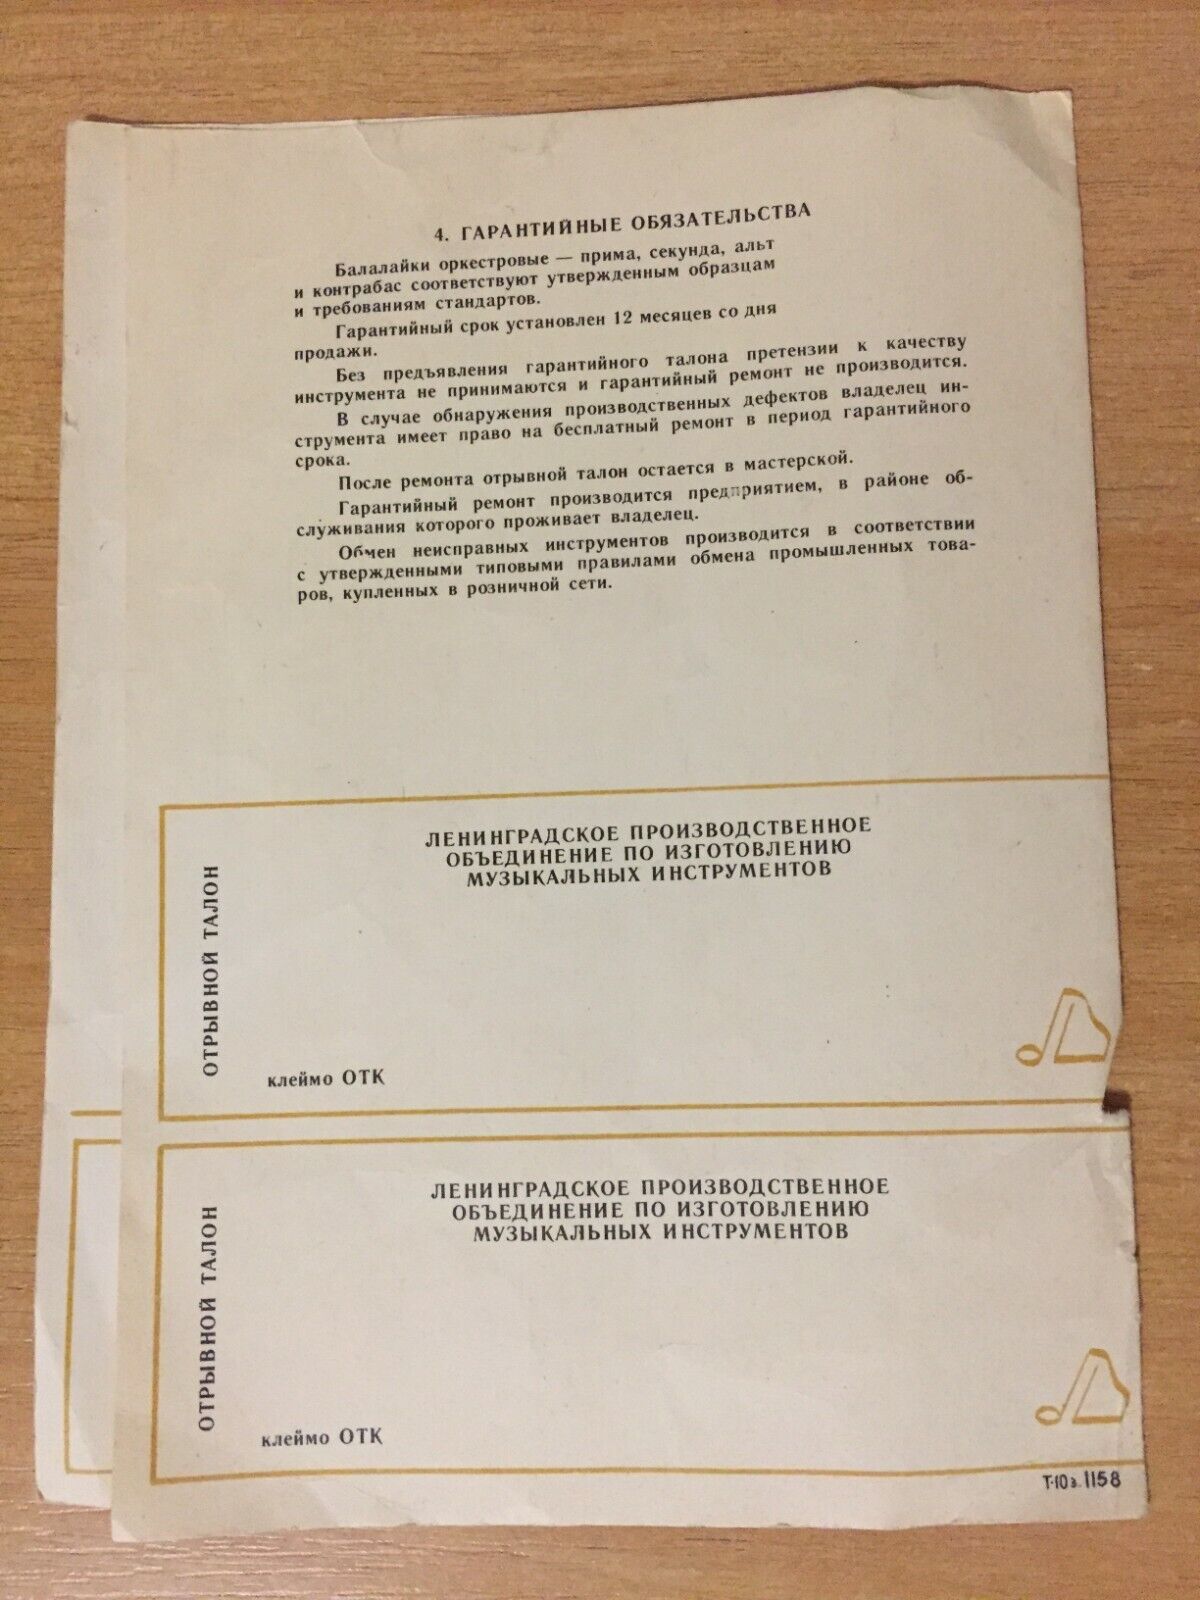 4. ГАРАНТИЙНЫЕ ОБЯЗАТЕЛЬСТВА
Балалайки оркестровые — прима, секунда, альт
и контрабас соответствуют утвержденным образцам
и требованиям стандартов.
Гарантийный срок установлен 12 месяцев со дня
продажи.
Без предъявления гарантийного талона претензии к качеству
инструмента не принимаются и гарантийный ремонт не производится.
В случае обнаружения производственных дефектов владелец ин-
струмента имеет право на бесплатный ремонт в период гарантийного
срока.
После ремонта отрывной талон остается в мастерской.
Гарантийный ремонт производится предприятием, в районе об-
служивания которого проживает владелец.
Обмен неисправных инструментов производится в соответствии
с утвержденными типовыми правилами обмена промышленных това-
ров, купленных в розничной сети.
ОТРЫВНОЙ ТАЛОН
ЛЕНИНГРАДСКОЕ ПРОИЗВОДСТВЕННОЕ
ОБЪЕДИНЕНИЕ ПО ИЗГОТОВЛЕНИЮ
МУЗЫКАЛЬНЫХ ИНСТРУМЕНТОВ
клеймо ОТК
ОТРЫВНОЙ ТАЛОН
ЛЕНИНГРАДСКОЕ ПРОИЗВОДСТВЕННОЕ
ОБЪЕДИНЕНИЕ ПО ИЗГОТОВЛЕНИЮ
МУЗЫКАЛЬНЫХ ИНСТРУМЕНТОВ
клеймо ОТК
Т-10з.1158